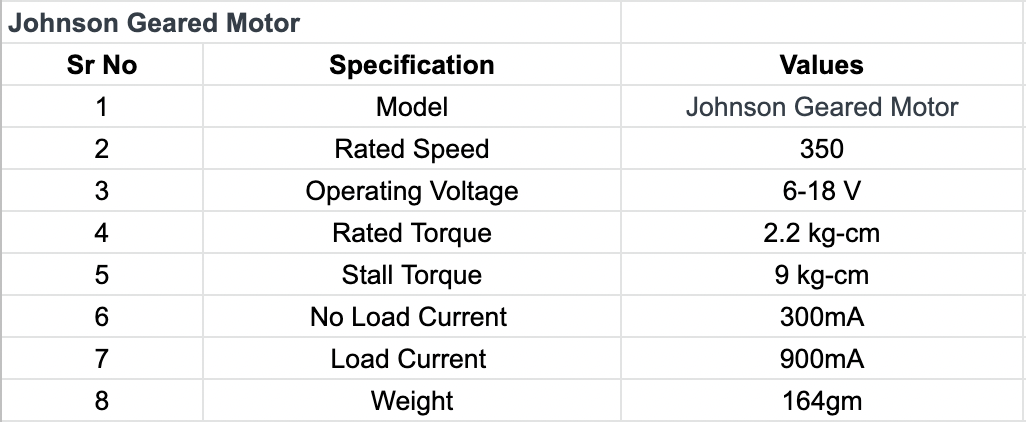 Johnson Geared Motor
Sr No Specification Values
1 Model Johnson Geared Motor
2 Rated Speed 350
3 Operating Voltage 6-18 V
4 Rated Torque 2.2 kg-cm
5 Stall Torque 9 kg-cm
6 No Load Current 300mA
7 Load Current 900mA
8 Weight 164gm